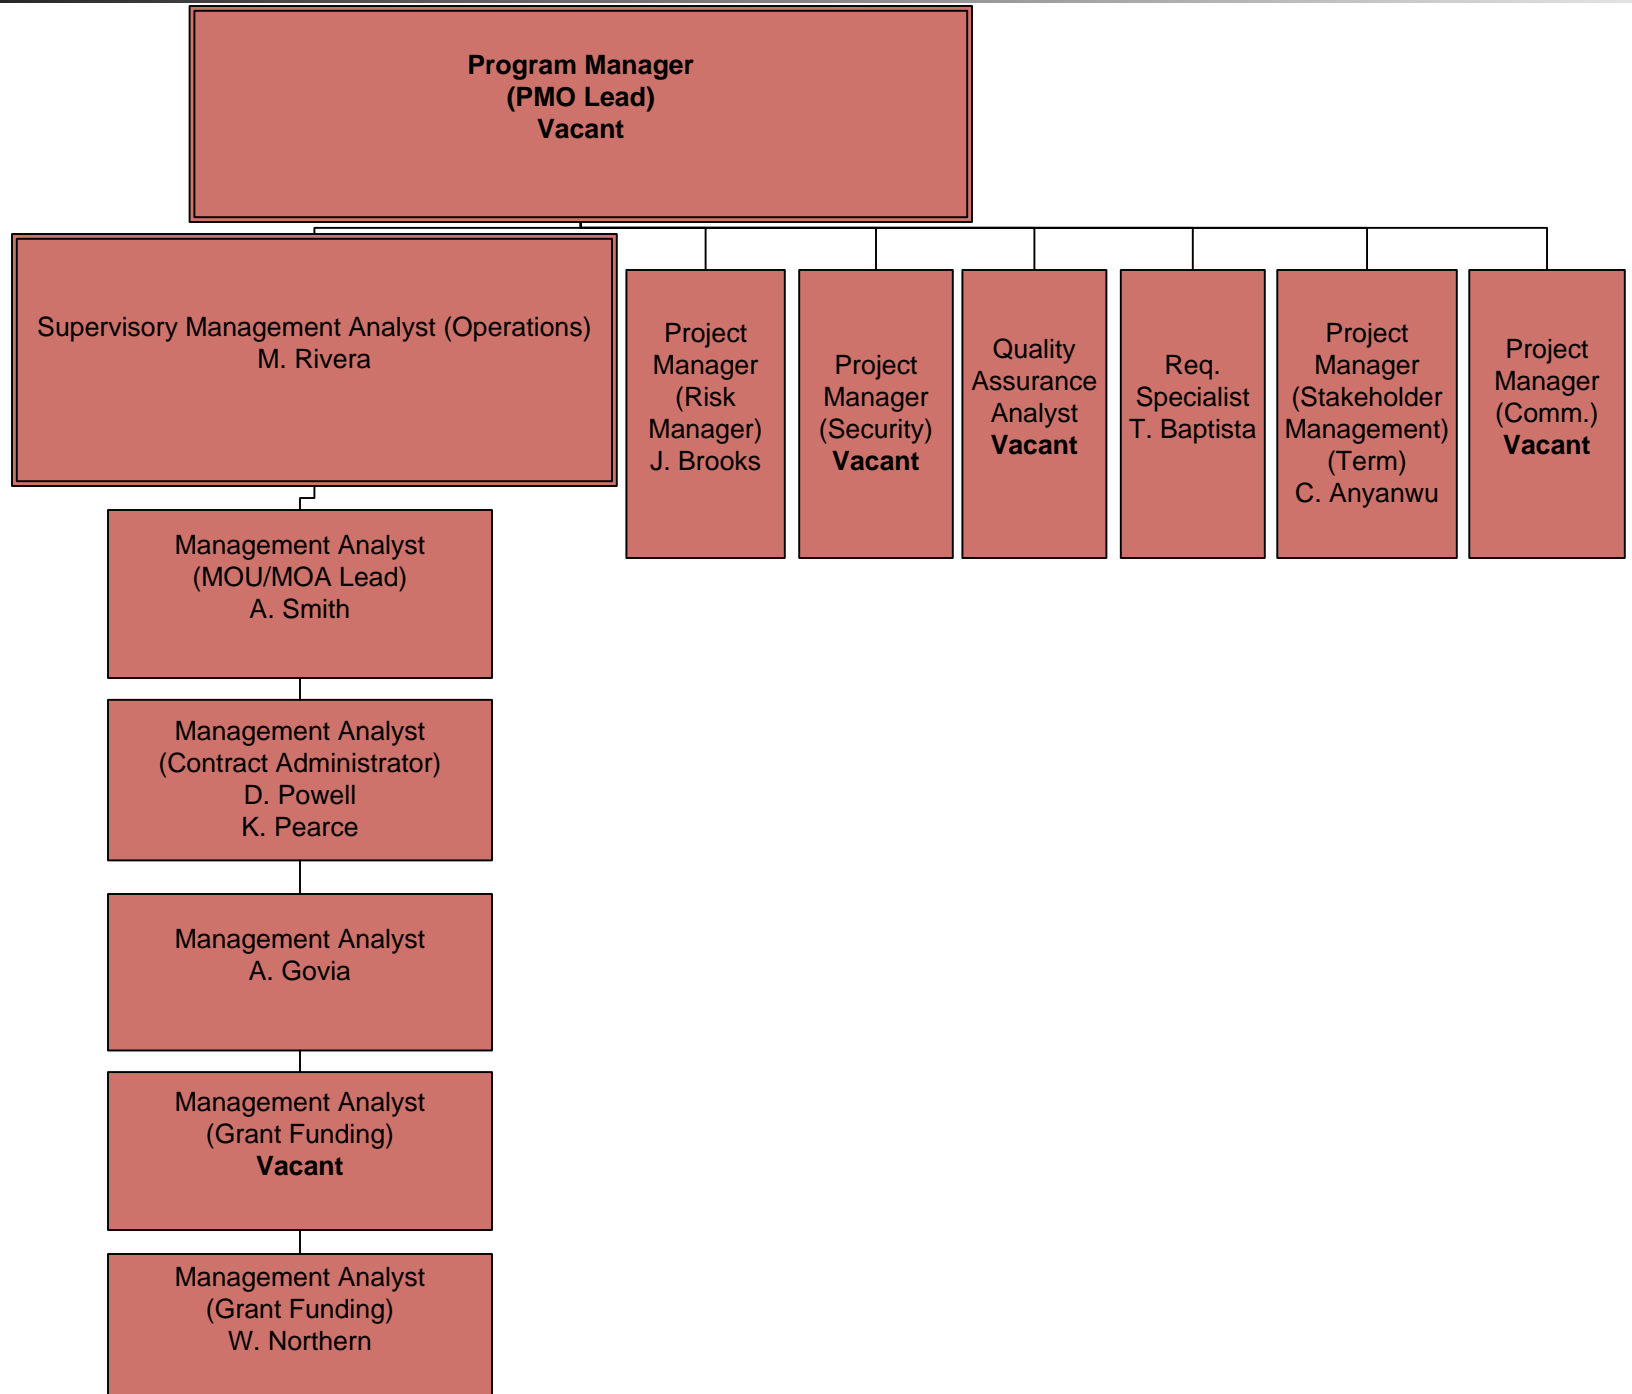 Program Manager
(PMO Lead)
Vacant
Supervisory Management Analyst (Operations)
M. Rivera
Project
Manager
(Risk
Manager)
J. Brooks
Project
Manager
(Security)
Vacant
Quality
Assurance
Analyst
Vacant
Req.
Specialist
T. Baptista
Project
Manager
(Stakeholder
Management)
(Term)
C. Anyanwu
Project
Manager
(Comm.)
Vacant
Management Analyst
(MOU/MOA Lead)
A. Smith
Management Analyst
(Contract Administrator)
D. Powell
K. Pearce
Management Analyst
A. Govia
Management Analyst
(Grant Funding)
Vacant
Management Analyst
(Grant Funding)
W. Northern